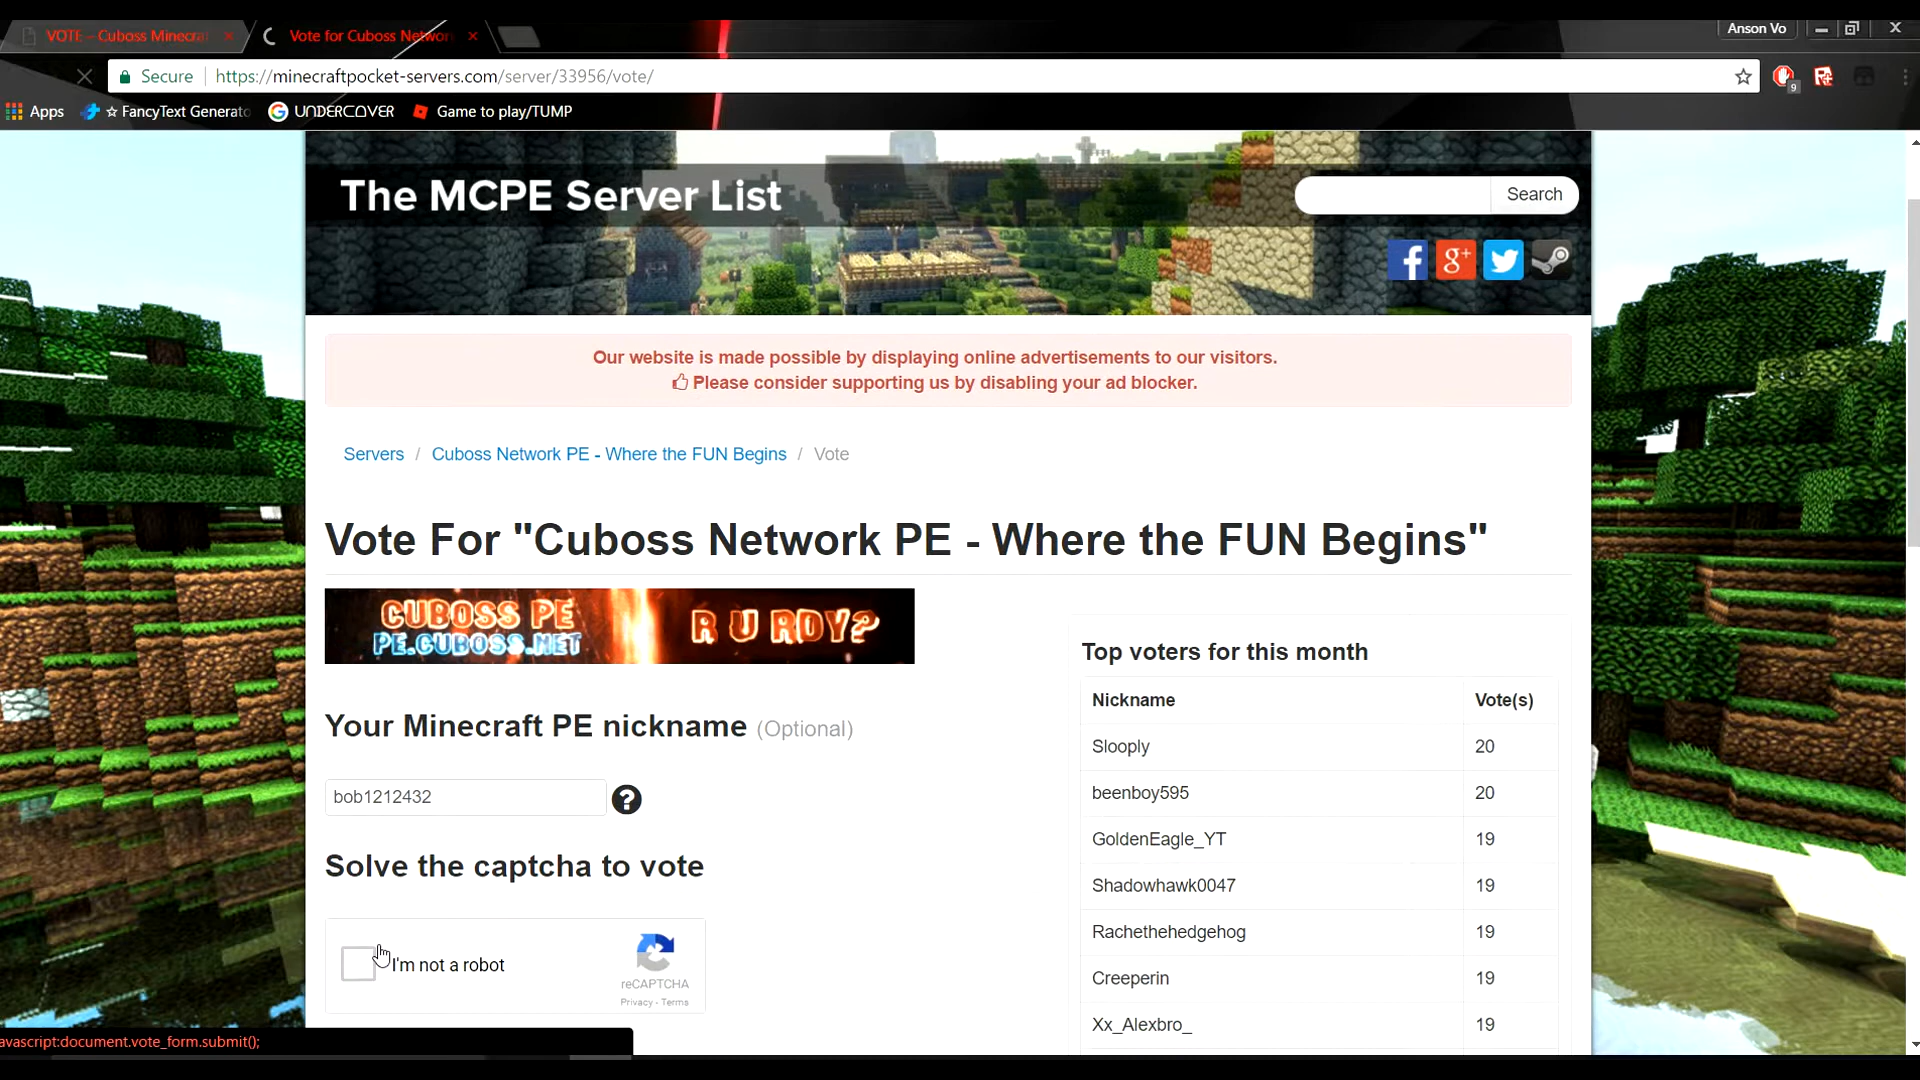 VOTE – Cuboss Minecra
Vote for Cuboss Networ
Anson Vo
Secure
https://minecraftpocket-servers.com/server/33956/vote/
9
Apps
☆ FancyText Generato
UNDERCOVER
Game to play/TUMP
The MCPE Server List
Search
Our website is made possible by displaying online advertisements to our visitors.
Please consider supporting us by disabling your ad blocker.
Servers / Cuboss Network PE - Where the FUN Begins / Vote
Vote For "Cuboss Network PE - Where the FUN Begins"
CUBOSS PE
PE.CUBOSS.NET
R U RDY?
Your Minecraft PE nickname (Optional)
bob1212432
Solve the captcha to vote
I'm not a robot
reCAPTCHA
Privacy - Terms
Top voters for this month
Nickname Vote(s)
Slooply 20
beenboy595 20
GoldenEagle_YT 19
Shadowhawk0047 19
Rachethehedgehog 19
Creeperin 19
Xx_Alexbro_ 19
avascript:document.vote_form.submit();